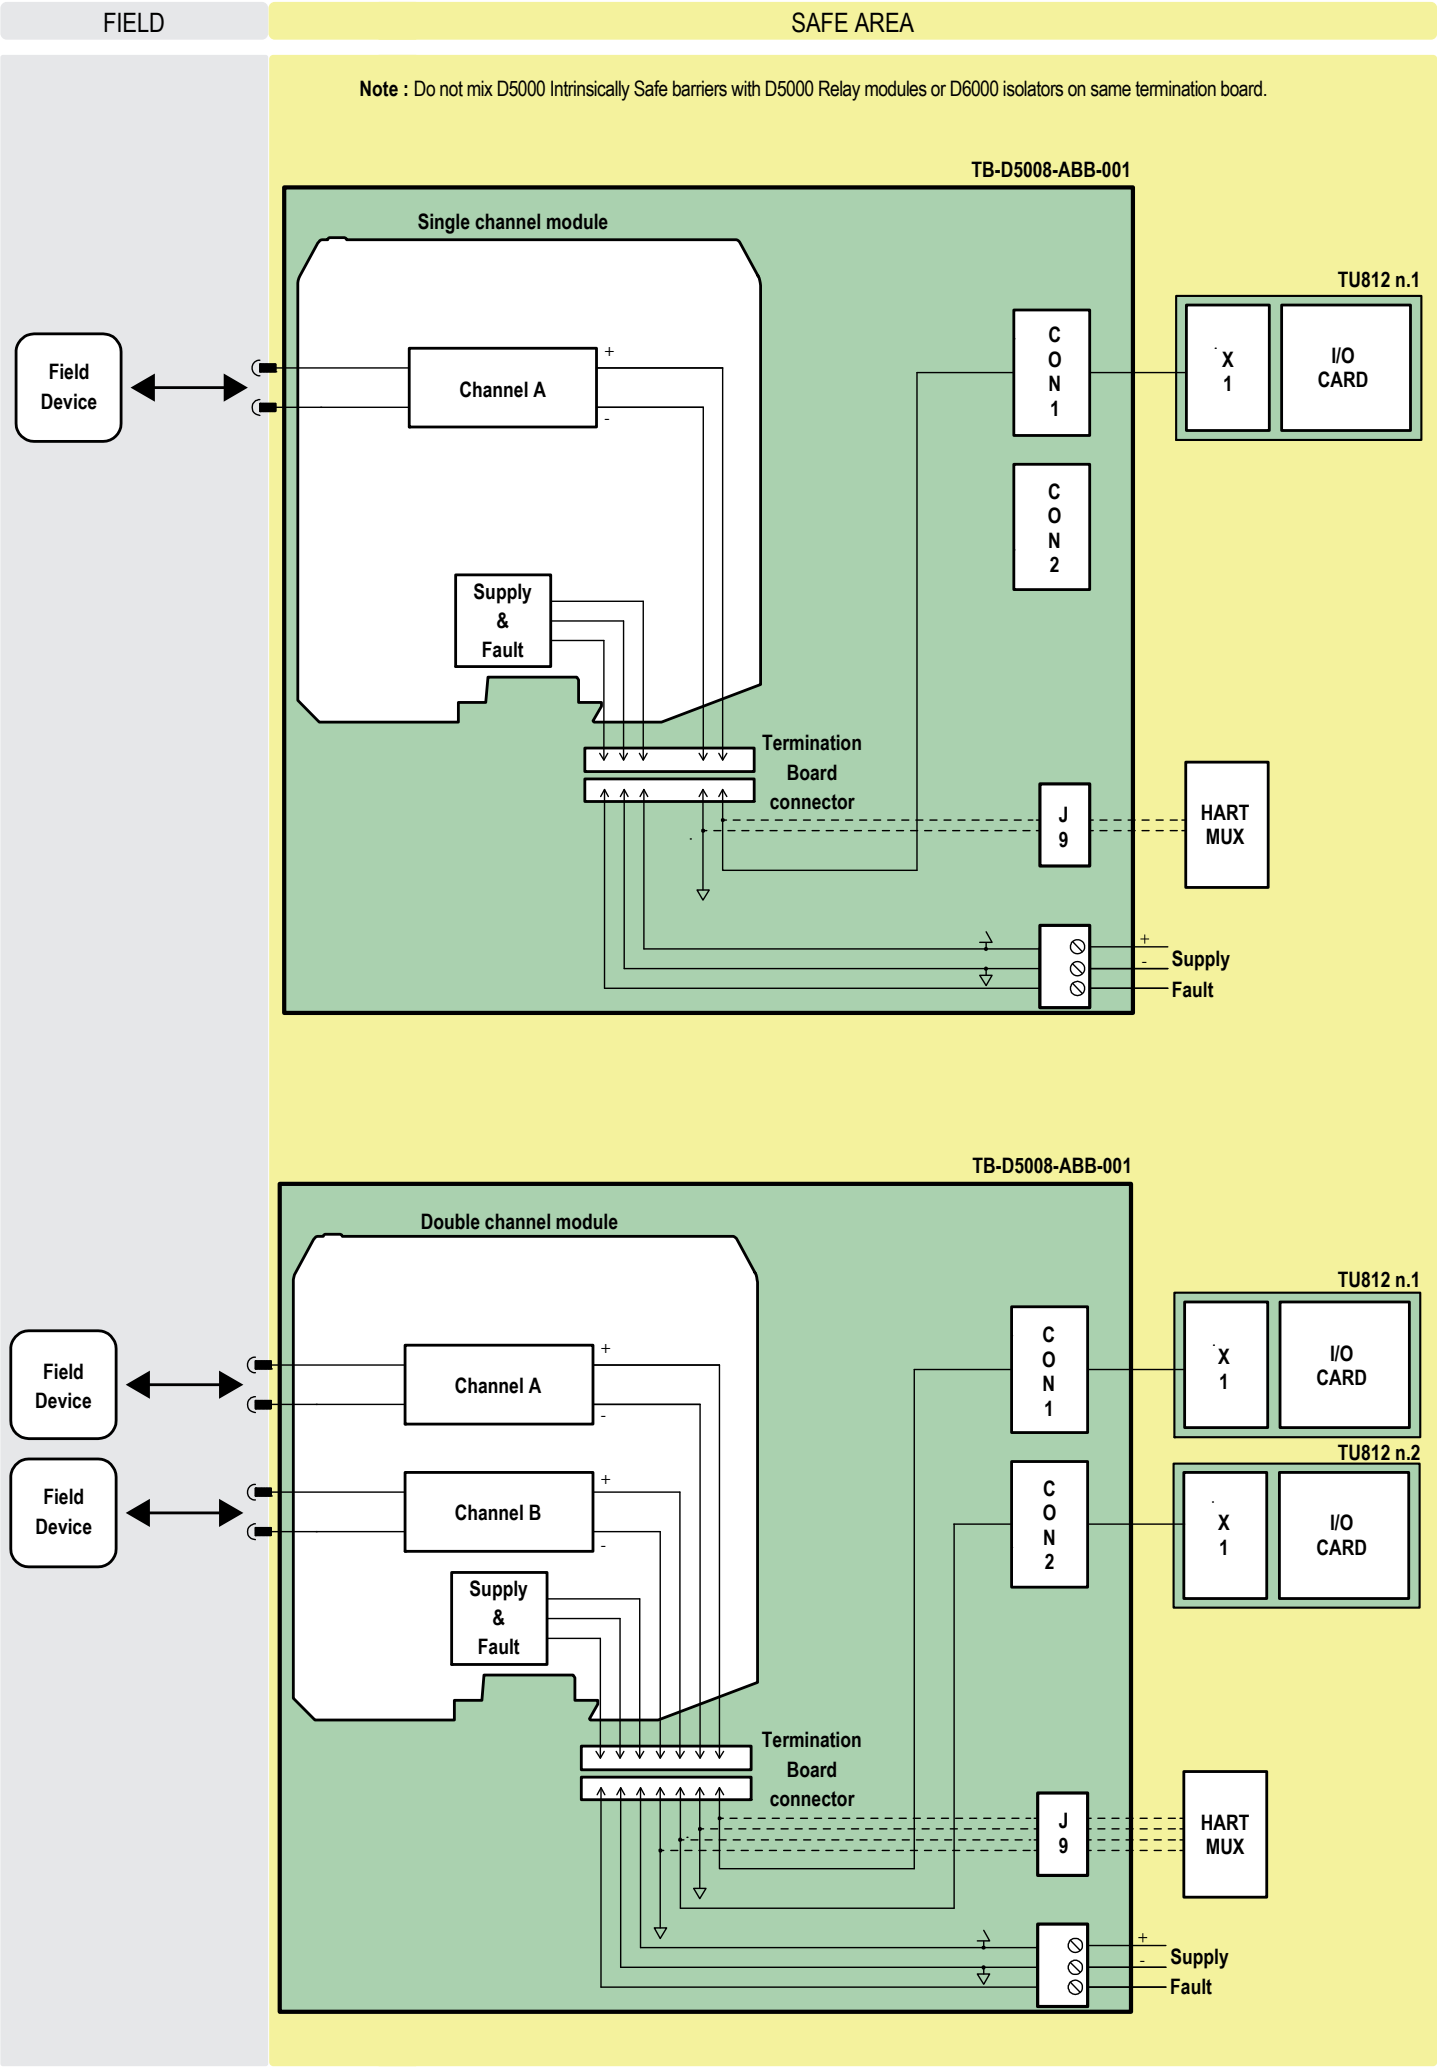 FIELD
SAFE AREA
Note : Do not mix D5000 Intrinsically Safe barriers with D5000 Relay modules or D6000 isolators on same termination board.
TB-D5008-ABB-001
Single channel module
TU812 n.1
Field
Device
Channel A
+
-
C
O
N
1
X
1
I/O
CARD
C
O
N
2
Supply
&
Fault
Termination
Board
connector
J
9
HART
MUX
+
-
Supply
Fault
TB-D5008-ABB-001
Double channel module
TU812 n.1
Field
Device
Channel A
+
-
C
O
N
1
X
1
I/O
CARD
TU812 n.2
Field
Device
Channel B
+
-
C
O
N
2
X
1
I/O
CARD
Supply
&
Fault
Termination
Board
connector
J
9
HART
MUX
+
-
Supply
Fault